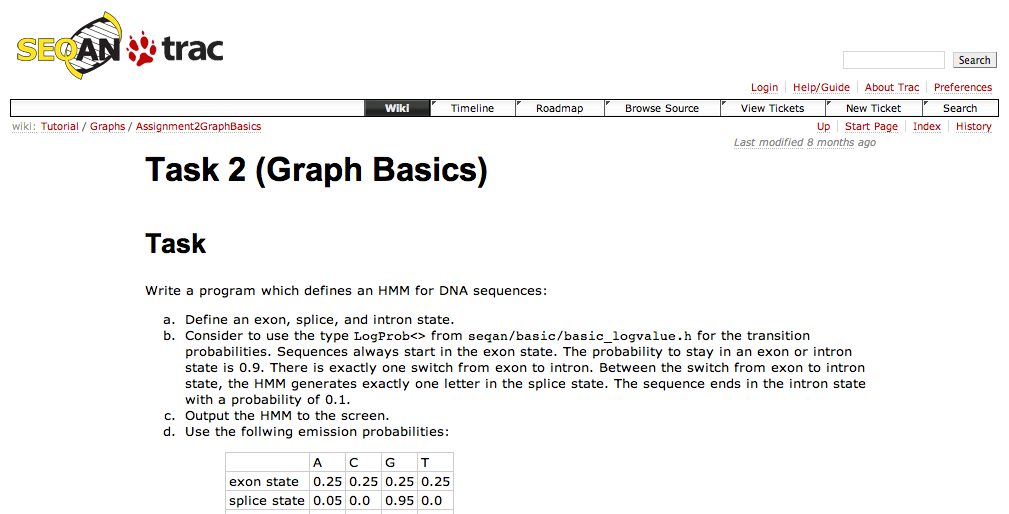 SEQAN trac
Search
Login Help/Guide About Trac Preferences
Wiki Timeline Roadmap Browse Source View Tickets New Ticket Search
wiki: Tutorial / Graphs / Assignment2GraphBasics
Up Start Page Index History
Last modified 8 months ago
Task 2 (Graph Basics)
Task
Write a program which defines an HMM for DNA sequences:
a. Define an exon, splice, and intron state.
b. Consider to use the type LogProb<> from seqan/basic/basic_logvalue.h for the transition
probabilities. Sequences always start in the exon state. The probability to stay in an exon or intron
state is 0.9. There is exactly one switch from exon to intron. Between the switch from exon to intron
state, the HMM generates exactly one letter in the splice state. The sequence ends in the intron state
with a probability of 0.1.
c. Output the HMM to the screen.
d. Use the follwing emission probabilities:
A C G T
exon state 0.25 0.25 0.25 0.25
splice state 0.05 0.0 0.95 0.0